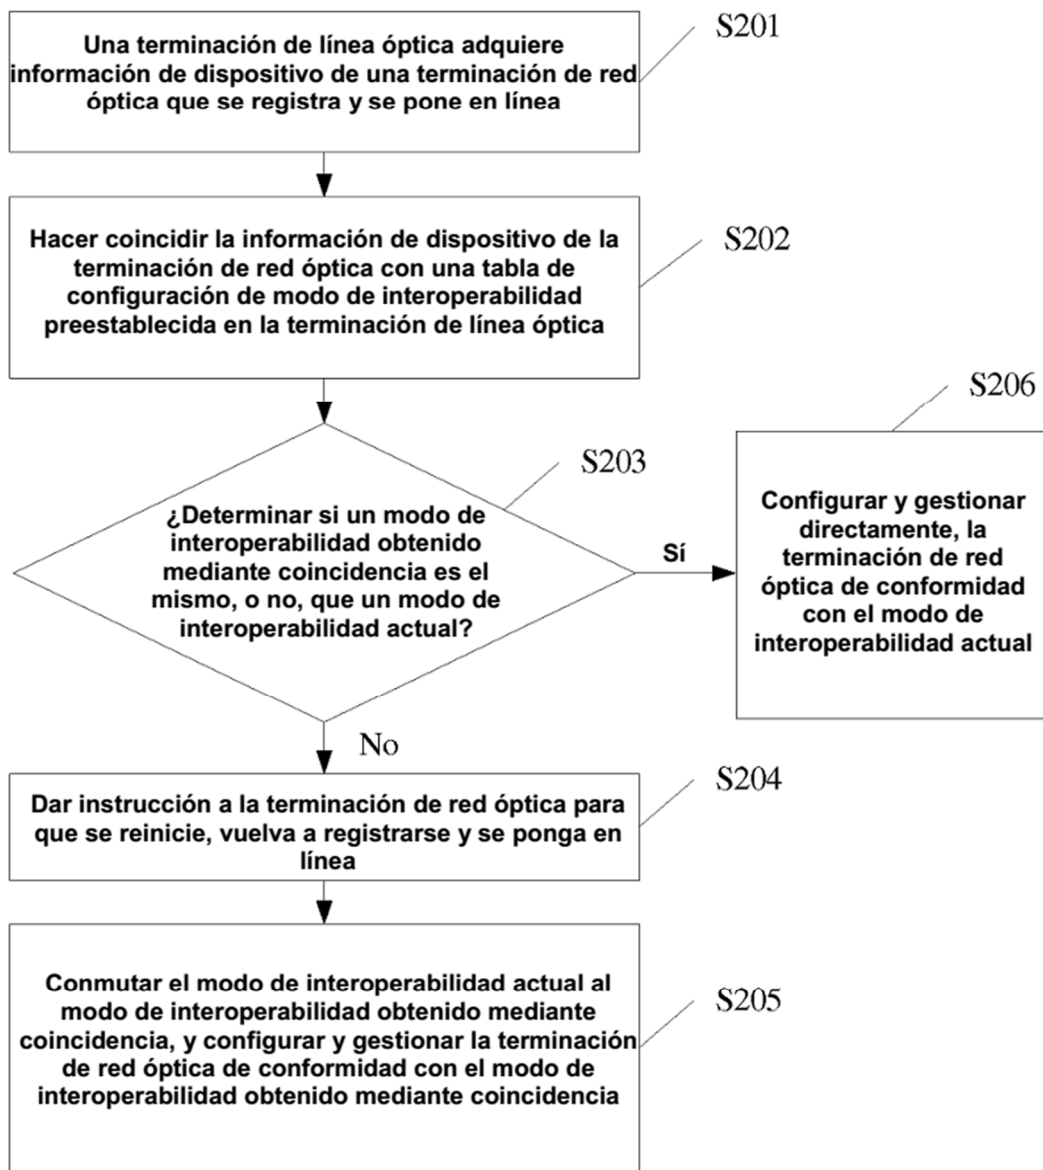 S201
Una terminación de línea óptica adquiere
información de dispositivo de una terminación de red
óptica que se registra y se pone en línea
S202
Hacer coincidir la información de dispositivo de la
terminación de red óptica con una tabla de
configuración de modo de interoperabilidad
preestablecida en la terminación de línea óptica
S203
¿Determinar si un modo de
interoperabilidad obtenido
mediante coincidencia es el
mismo, o no, que un modo de
interoperabilidad actual?
Sí
S206
Configurar y gestionar
directamente, la
terminación de red
óptica de conformidad
con el modo de
interoperabilidad actual
No
S204
Dar instrucción a la terminación de red óptica para
que se reinicie, vuelva a registrarse y se ponga en
línea
S205
Conmutar el modo de interoperabilidad actual al
modo de interoperabilidad obtenido mediante
coincidencia, y configurar y gestionar la terminación
de red óptica de conformidad con el modo de
interoperabilidad obtenido mediante coincidencia